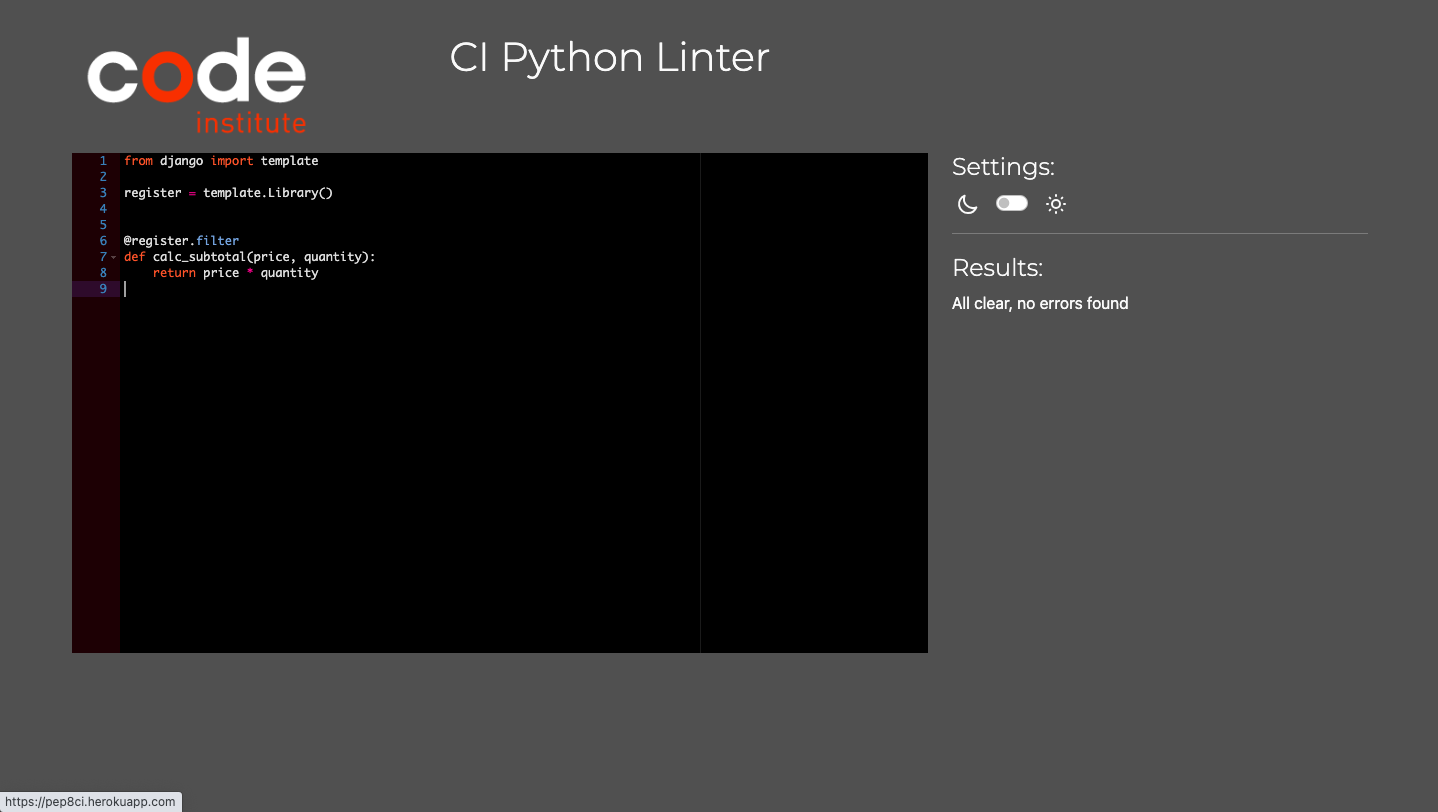 code
institute
CI Python Linter
1 from django import template
2
3 register = template.Library()
4
5
6 @register.filter
7 def calc_subtotal(price, quantity):
8     return price * quantity
9
Settings:
Results:
All clear, no errors found
https://pep8ci.herokuapp.com